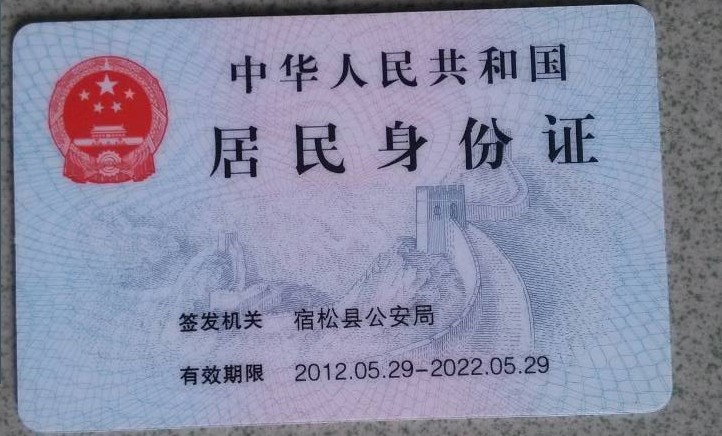 中华人民共和国
居民身份证
签发机关 宿松县公安局
有效期限 2012.05.29-2022.05.29